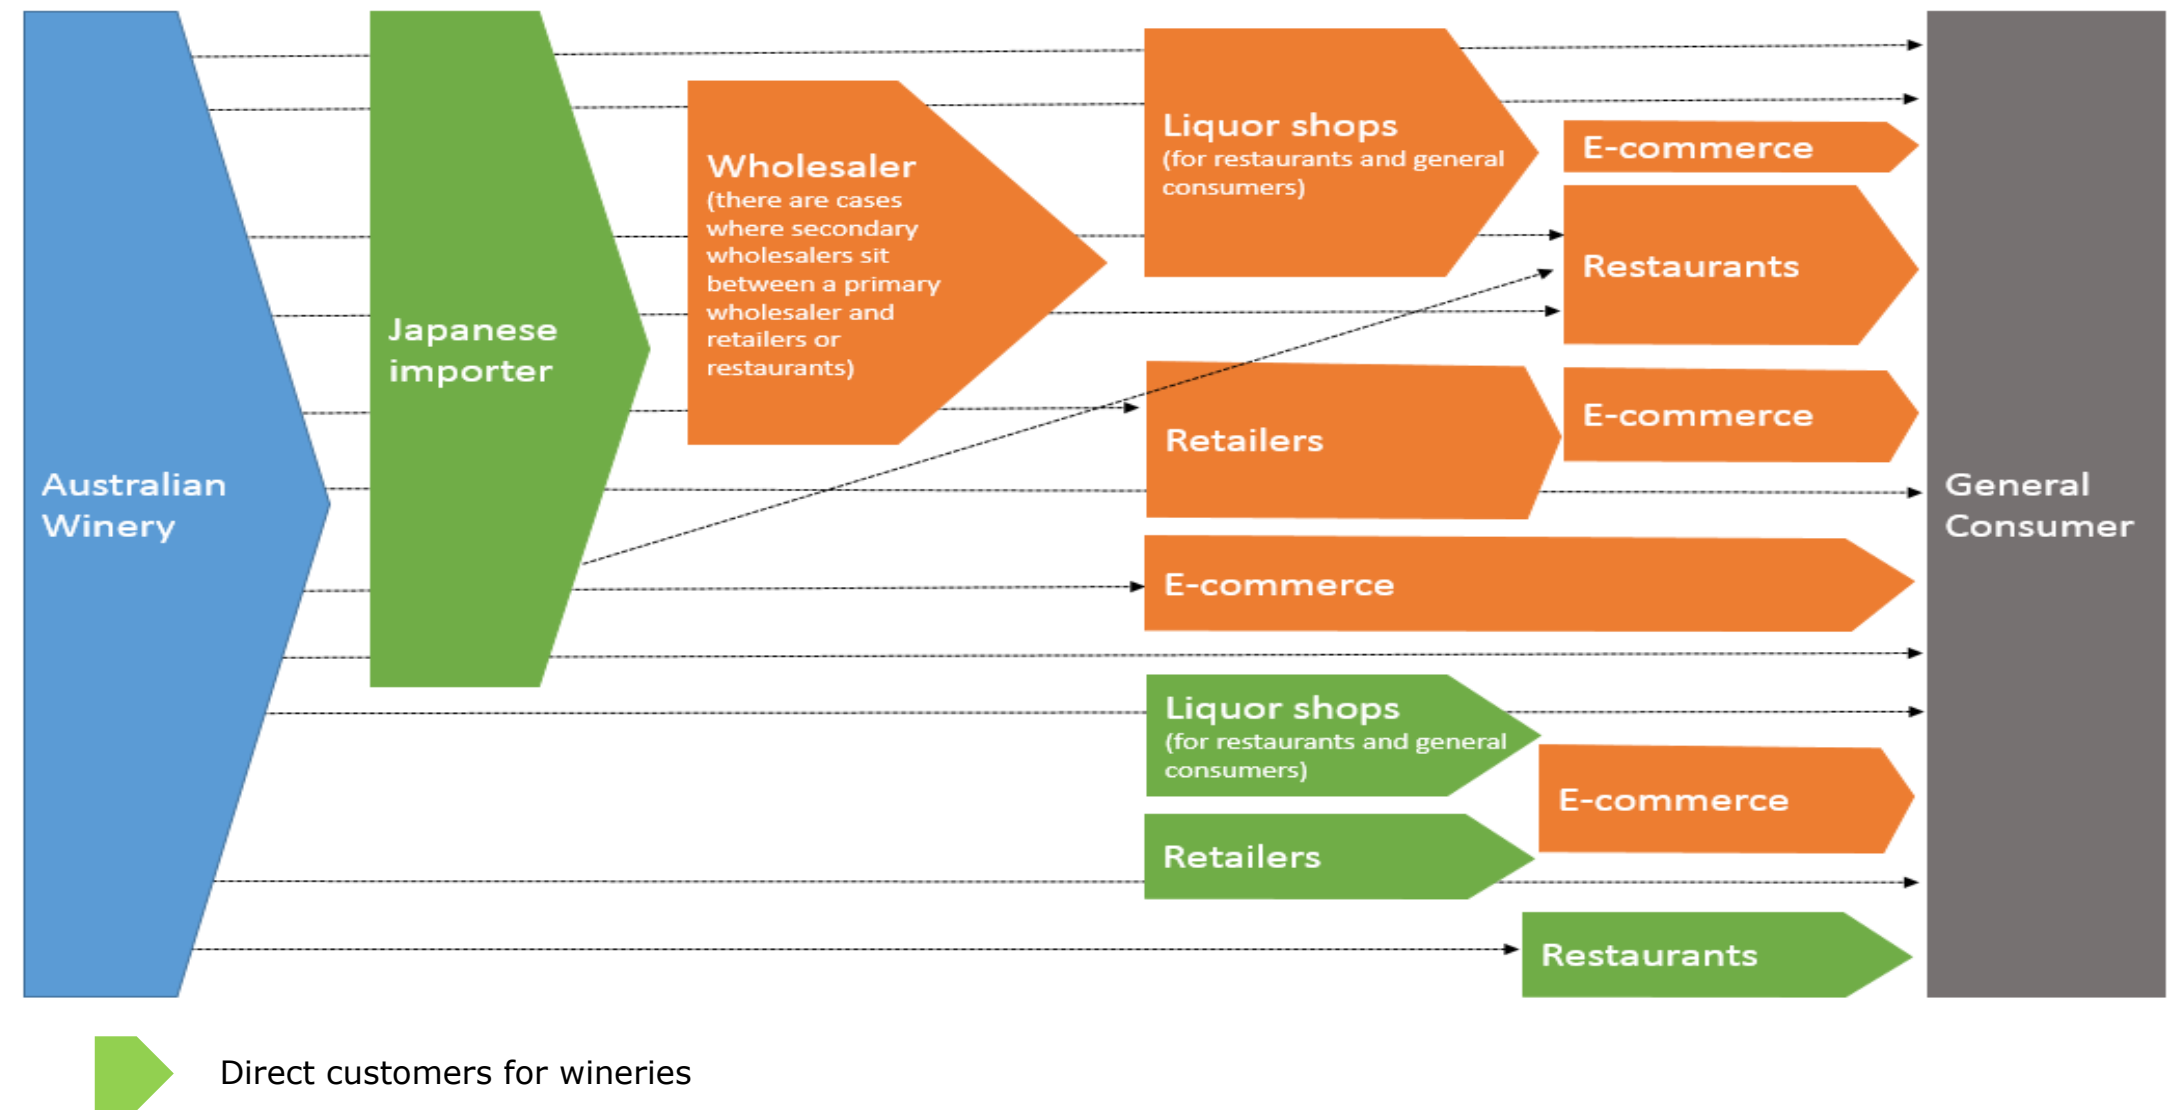 Australian
Winery
Japanese
importer
Wholesaler
(there are cases
where secondary
wholesalers sit
between a primary
wholesaler and
retailers or
restaurants)
Liquor shops
(for restaurants and general
consumers)
E-commerce
Restaurants
Retailers
E-commerce
E-commerce
Liquor shops
(for restaurants and general
consumers)
E-commerce
Retailers
Restaurants
General
Consumer
Direct customers for wineries